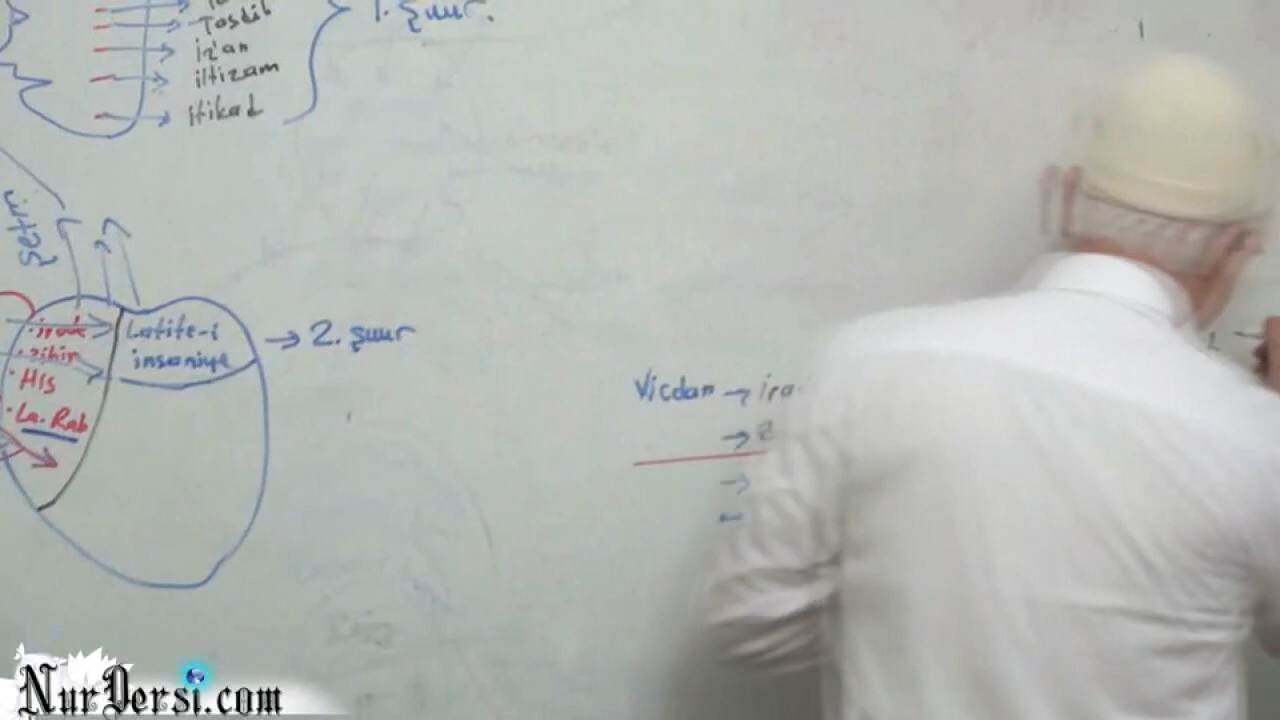 Tasdik
1. şuur.
iz'an
iltizam
itikad
irade
Latife-i
insaniye
→ 2. şuur
zihin
His
La. Rab
Vicdan → ira
→ Z
NurDersi.com